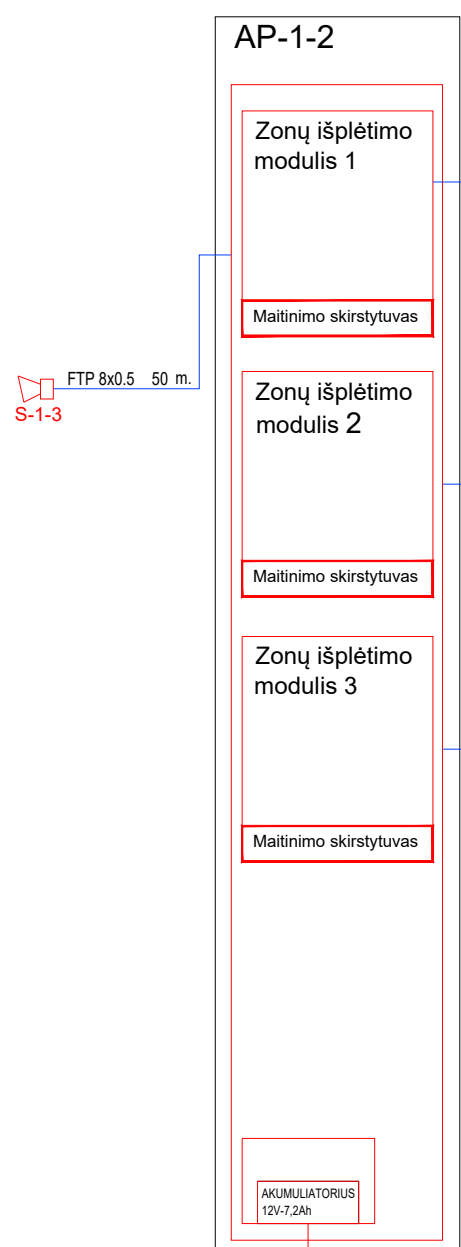 AP-1-2
Zonų išplėtimo
modulis 1
Maitinimo skirstytuvas
FTP 8x0.5 50 m.
S-1-3
Zonų išplėtimo
modulis 2
Maitinimo skirstytuvas
Zonų išplėtimo
modulis 3
Maitinimo skirstytuvas
AKUMULIATORIUS
12V-7,2Ah